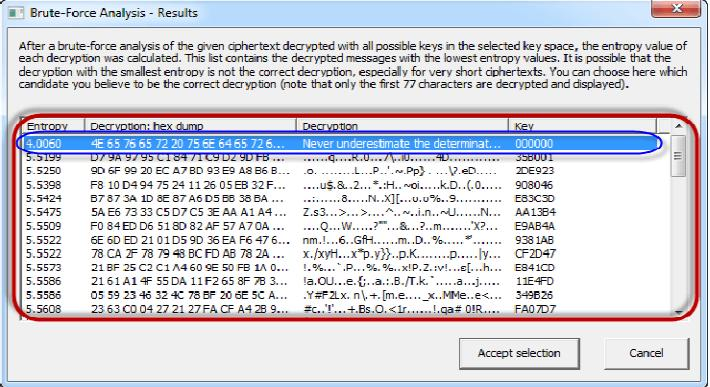 Brute-Force Analysis - Results
After a brute-force analysis of the given ciphertext decrypted with all possible keys in the selected key space, the entropy value of
each decryption was calculated. This list contains the decrypted messages with the lowest entropy values. It is possible that the
decryption with the smallest entropy is not the correct decryption, especially for very short ciphertexts. You can choose here which
candidate you believe to be the correct decryption (note that only the first 77 characters are decrypted and displayed).
Entropy Decryption: hex dump Decryption Key
4.0060 4E 65 76 65 72 20 75 6E 64 65 72 6... Never underestimate the determinat... 000000
5.5199 D7 9A 97 95 C1 84 71 C9 D2 9D FB ... 35B001
5.5250 9D 6F 99 20 EC A7 BD 93 E9 A8 B6 B... 2DE923
5.5398 F8 10 D4 94 75 24 11 26 05 EB 32 F... 908046
5.5424 B7 87 3A 1D 8E 87 A6 D5 BB 38 BA ... E83C3D
5.5475 5A E6 73 33 C5 D7 C5 3E AA A1 A4 ... AA13B4
5.5509 F0 84 ED D6 51 8D 82 AF 57 A7 0A ... E9AB4A
5.5522 6E 6D ED 21 01 D5 9D 36 EA F6 47 6... 9381AB
5.5522 78 CA 2F 78 79 48 BC FD AB 78 2A ... CF2D47
5.5573 21 BF 25 C2 C1 A4 60 9E 50 FB 1A 0... E841CD
5.5586 21 61 A1 4F 55 DA 11 F2 65 8F 7B 3... 11E4FD
5.5586 05 59 23 46 32 4C 78 BF 20 6E 5C A... 349B26
5.5608 23 63 C0 04 27 21 27 FA CF A4 2B 9... FA07D7
Accept selection Cancel